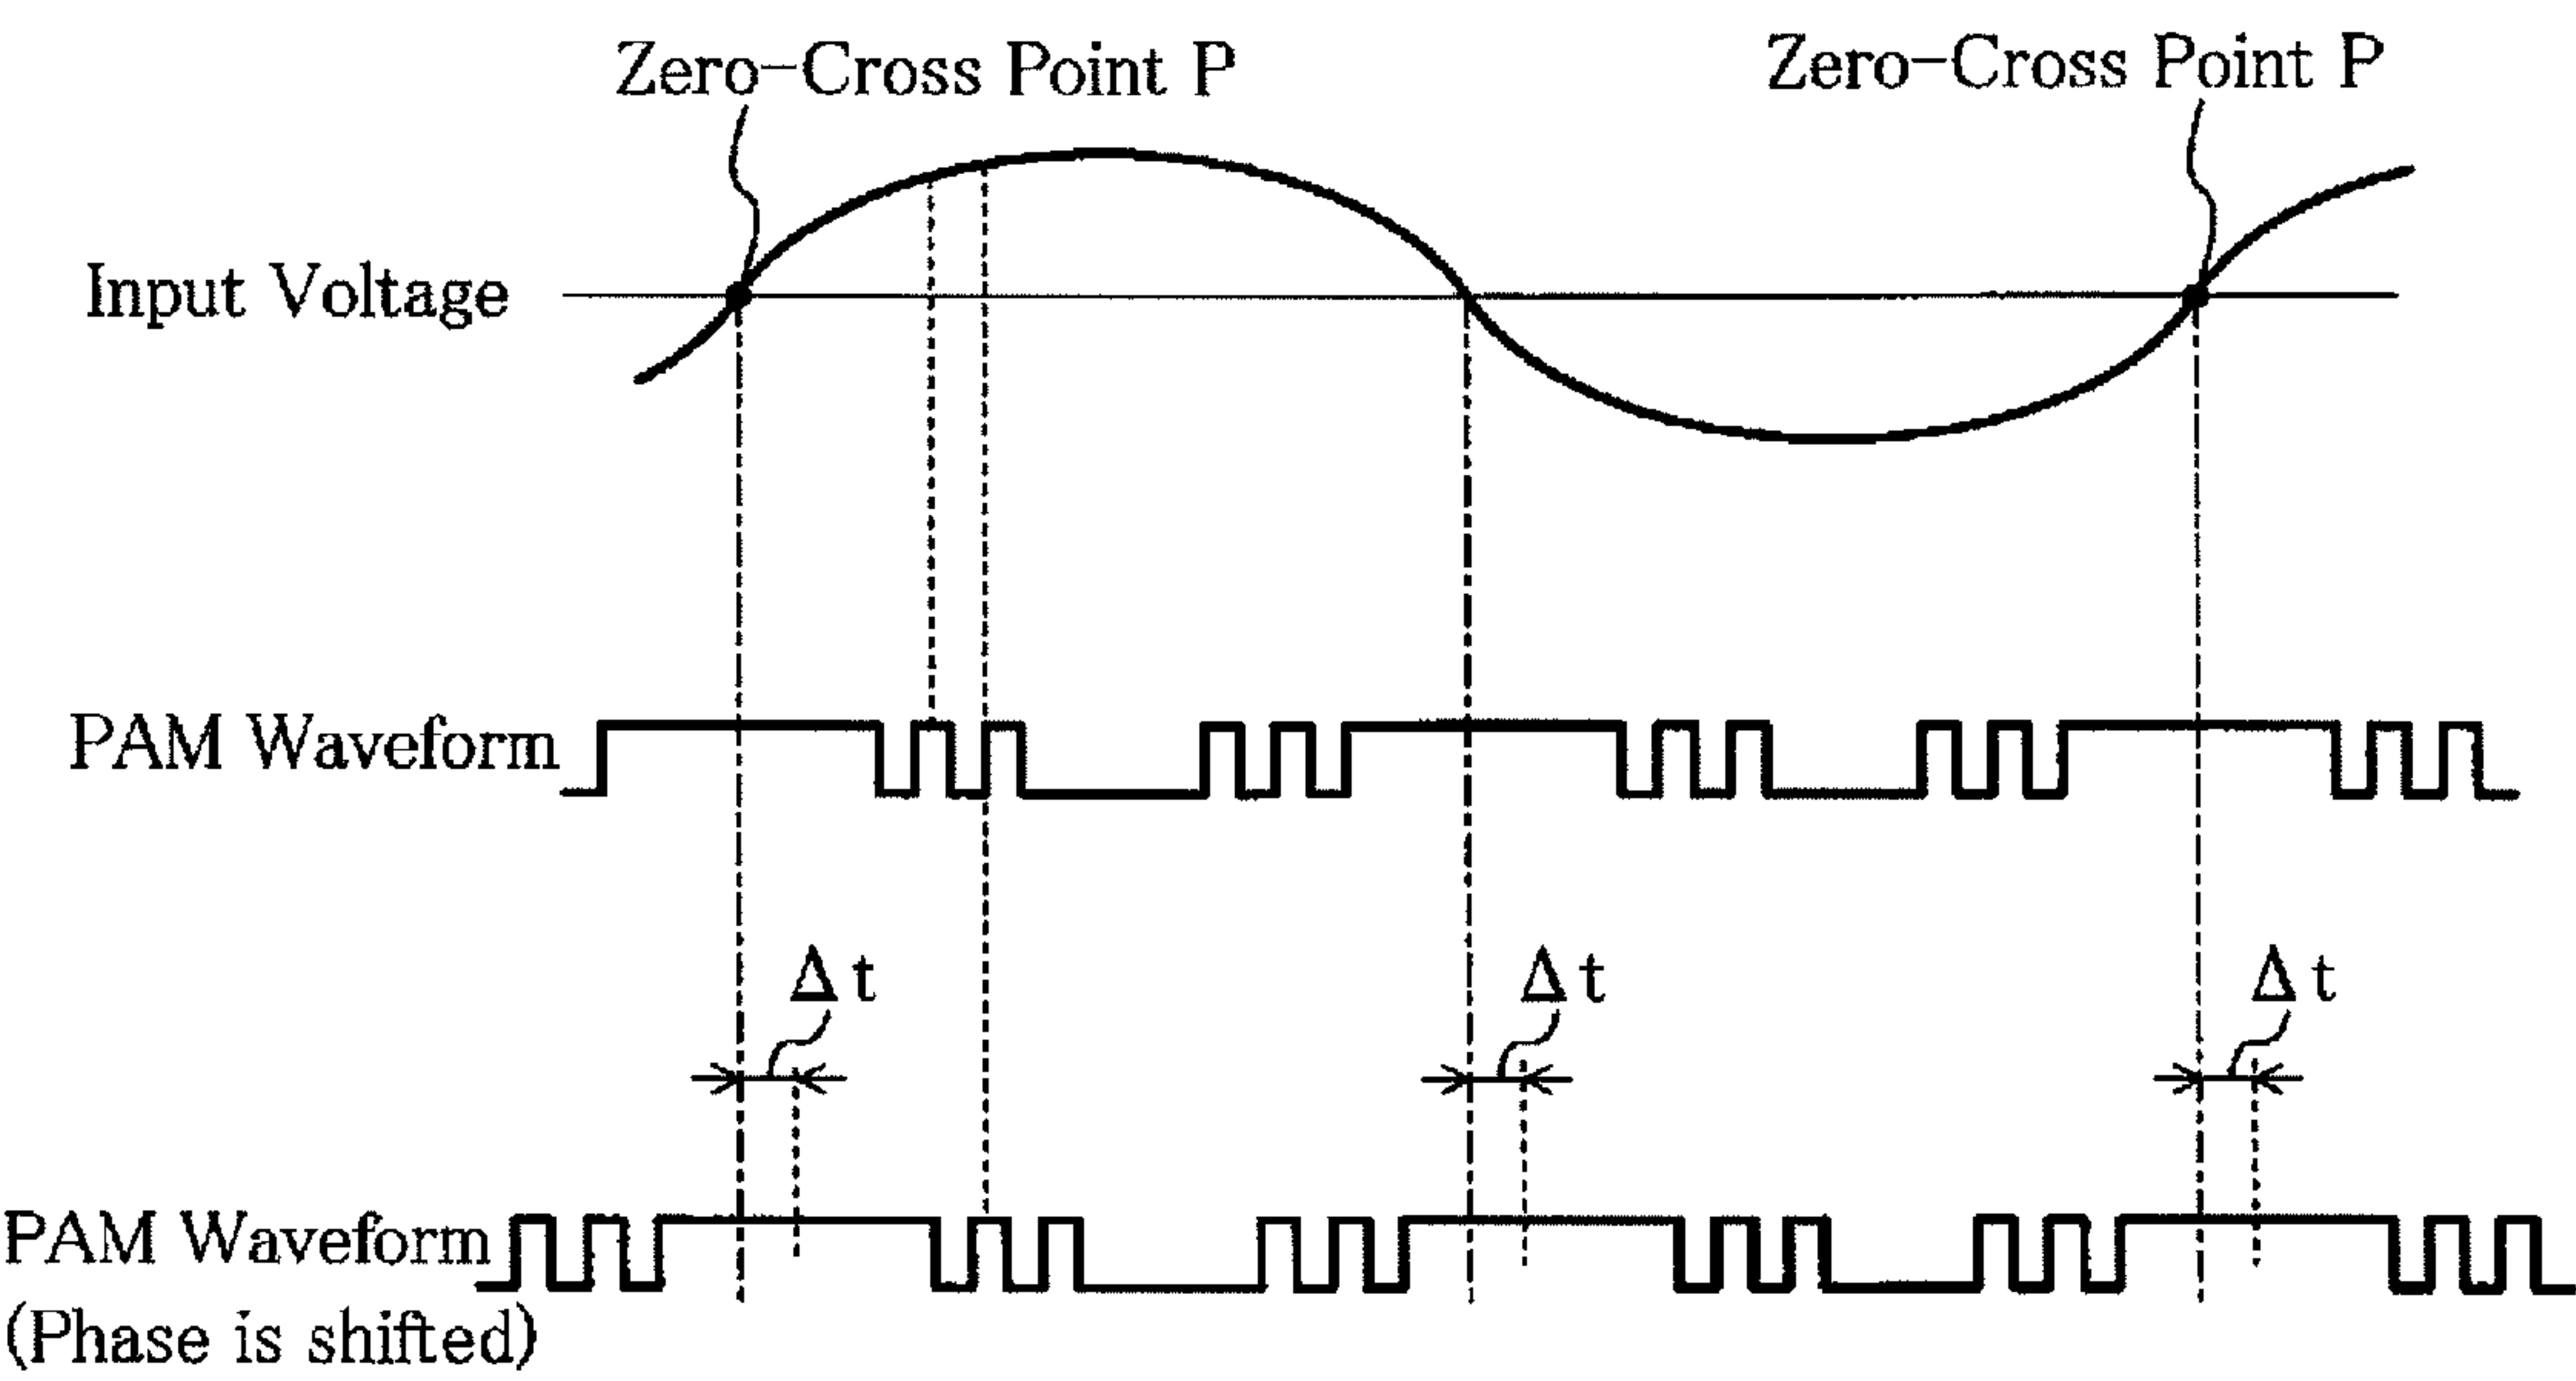 Zero-Cross Point P
Zero-Cross Point P
Input Voltage
PAM Waveform
Δt
Δt
Δt
PAM Waveform
(Phase is shifted)